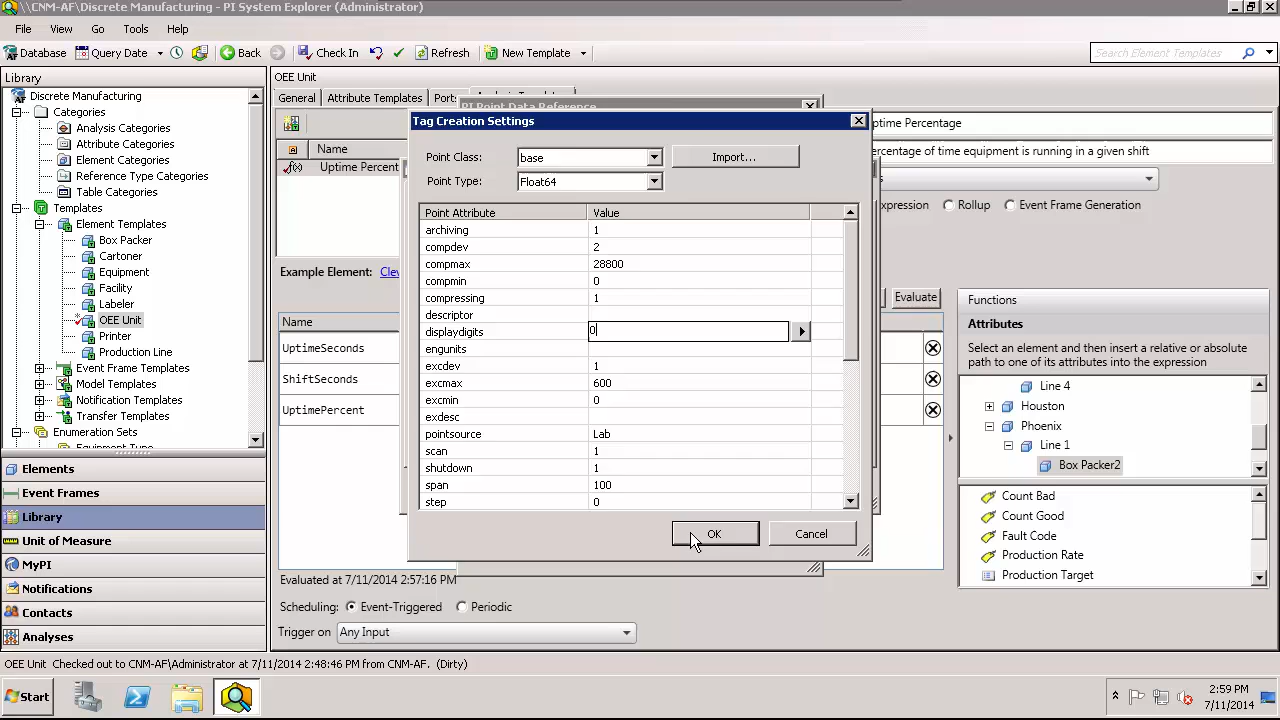 \\CNM-AF\Discrete Manufacturing - PI System Explorer (Administrator)
File View Go Tools Help
Database Query Date Back Check In Refresh New Template Search Element Templates
Library
Discrete Manufacturing
Categories
Analysis Categories
Attribute Categories
Element Categories
Reference Type Categories
Table Categories
Templates
Element Templates
Box Packer
Cartoner
Equipment
Facility
Labeler
OEE Unit
Printer
Production Line
Event Frame Templates
Model Templates
Notification Templates
Transfer Templates
Enumeration Sets
Elements
Event Frames
Library
Unit of Measure
MyPI
Notifications
Contacts
Analyses
OEE Unit
General Attribute Templates Ports
Name
Uptime Percent
Example Element: Clev
Name
UptimeSeconds
ShiftSeconds
UptimePercent
Evaluated at 7/11/2014 2:57:16 PM
Scheduling: Event-Triggered Periodic
Trigger on Any Input
PI Point Data Reference
Tag Creation Settings
Point Class: base Import...
Point Type: Float64
Point Attribute Value
archiving 1
compdev 2
compmax 28800
compmin 0
compressing 1
descriptor
displaydigits 0
engunits
excdev 1
excmax 600
excmin 0
exdesc
pointsource Lab
scan 1
shutdown 1
span 100
step 0
OK Cancel
ptime Percentage
ercentage of time equipment is running in a given shift
s
xpression Rollup Event Frame Generation
Evaluate
Functions
Attributes
Select an element and then insert a relative or absolute
path to one of its attributes into the expression
Line 4
Houston
Phoenix
Line 1
Box Packer2
Count Bad
Count Good
Fault Code
Production Rate
Production Target
OEE Unit Checked out to CNM-AF\Administrator at 7/11/2014 2:48:46 PM from CNM-AF. (Dirty)
Start
2:59 PM
7/11/2014